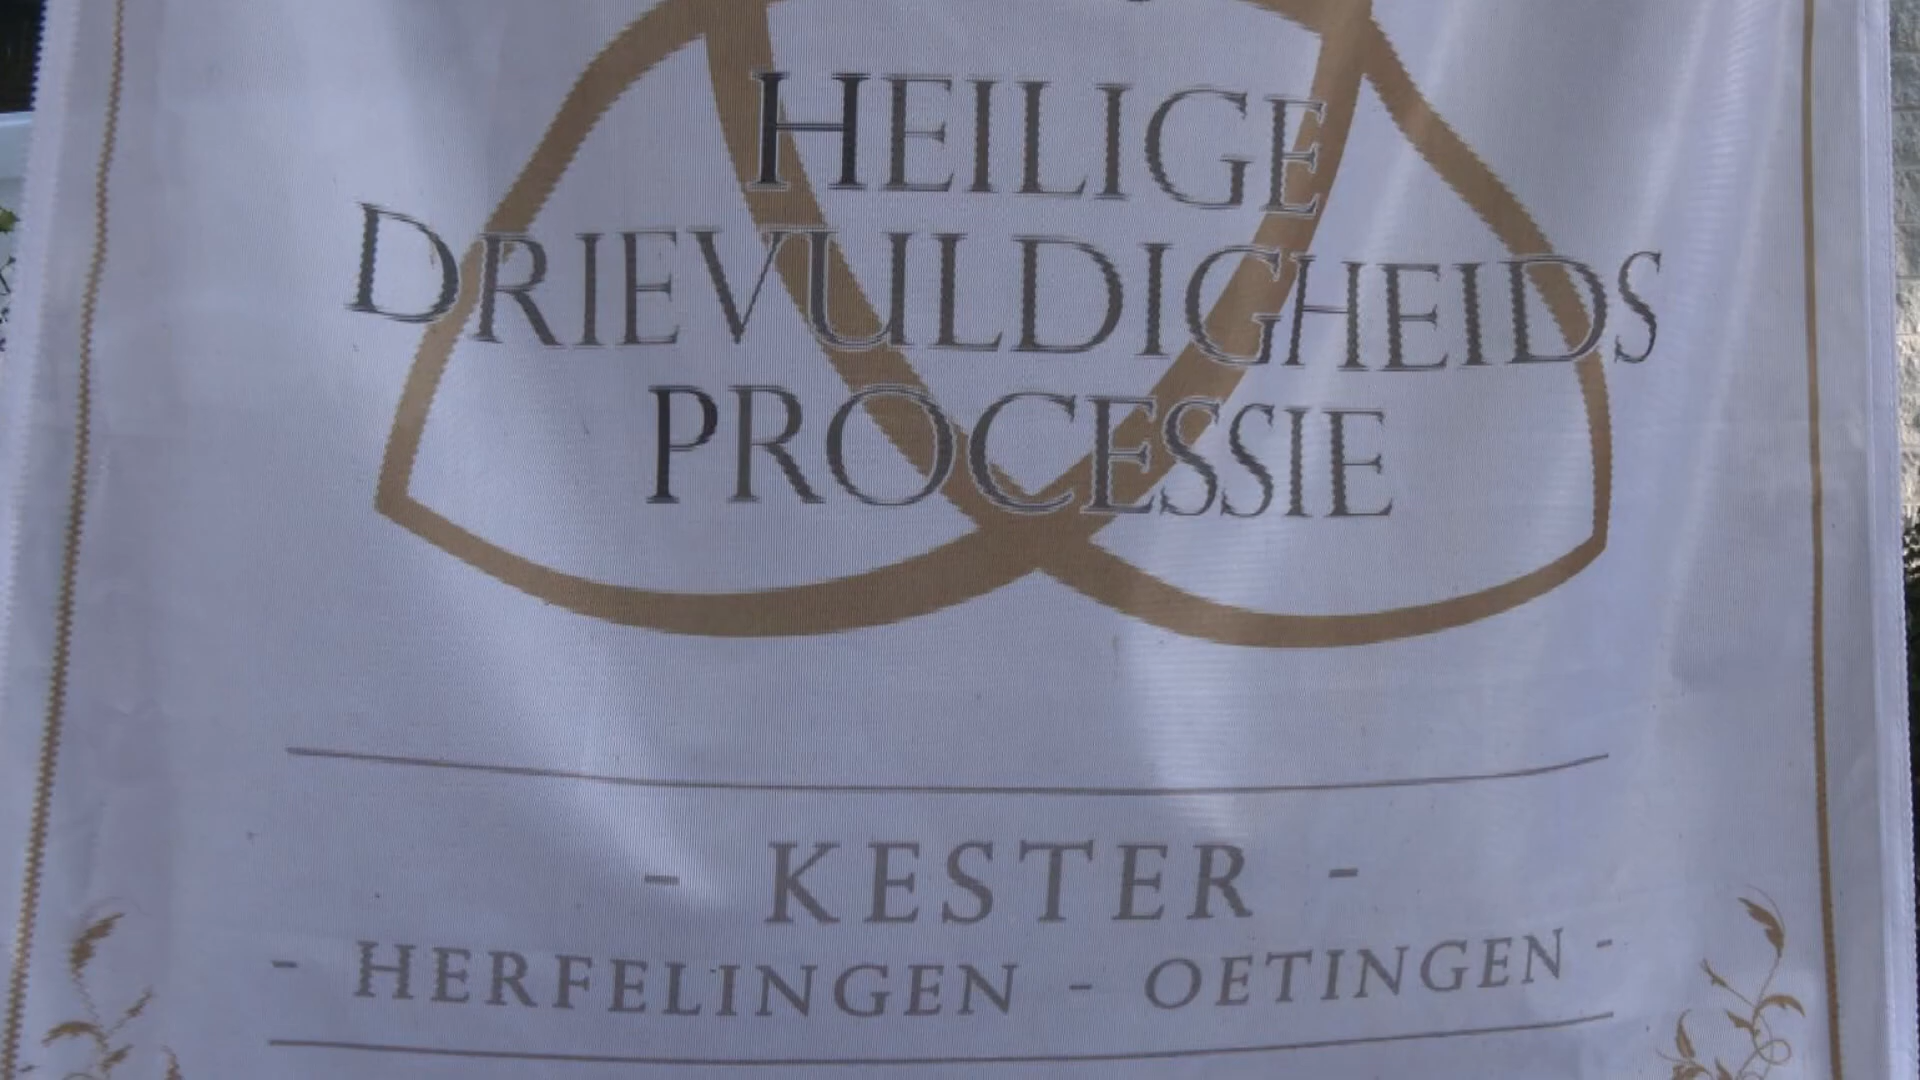 HEILIGE
DRIEVULDIGHEIDS
PROCESSIE
- KESTER -
- HERFELINGEN - OETINGEN -